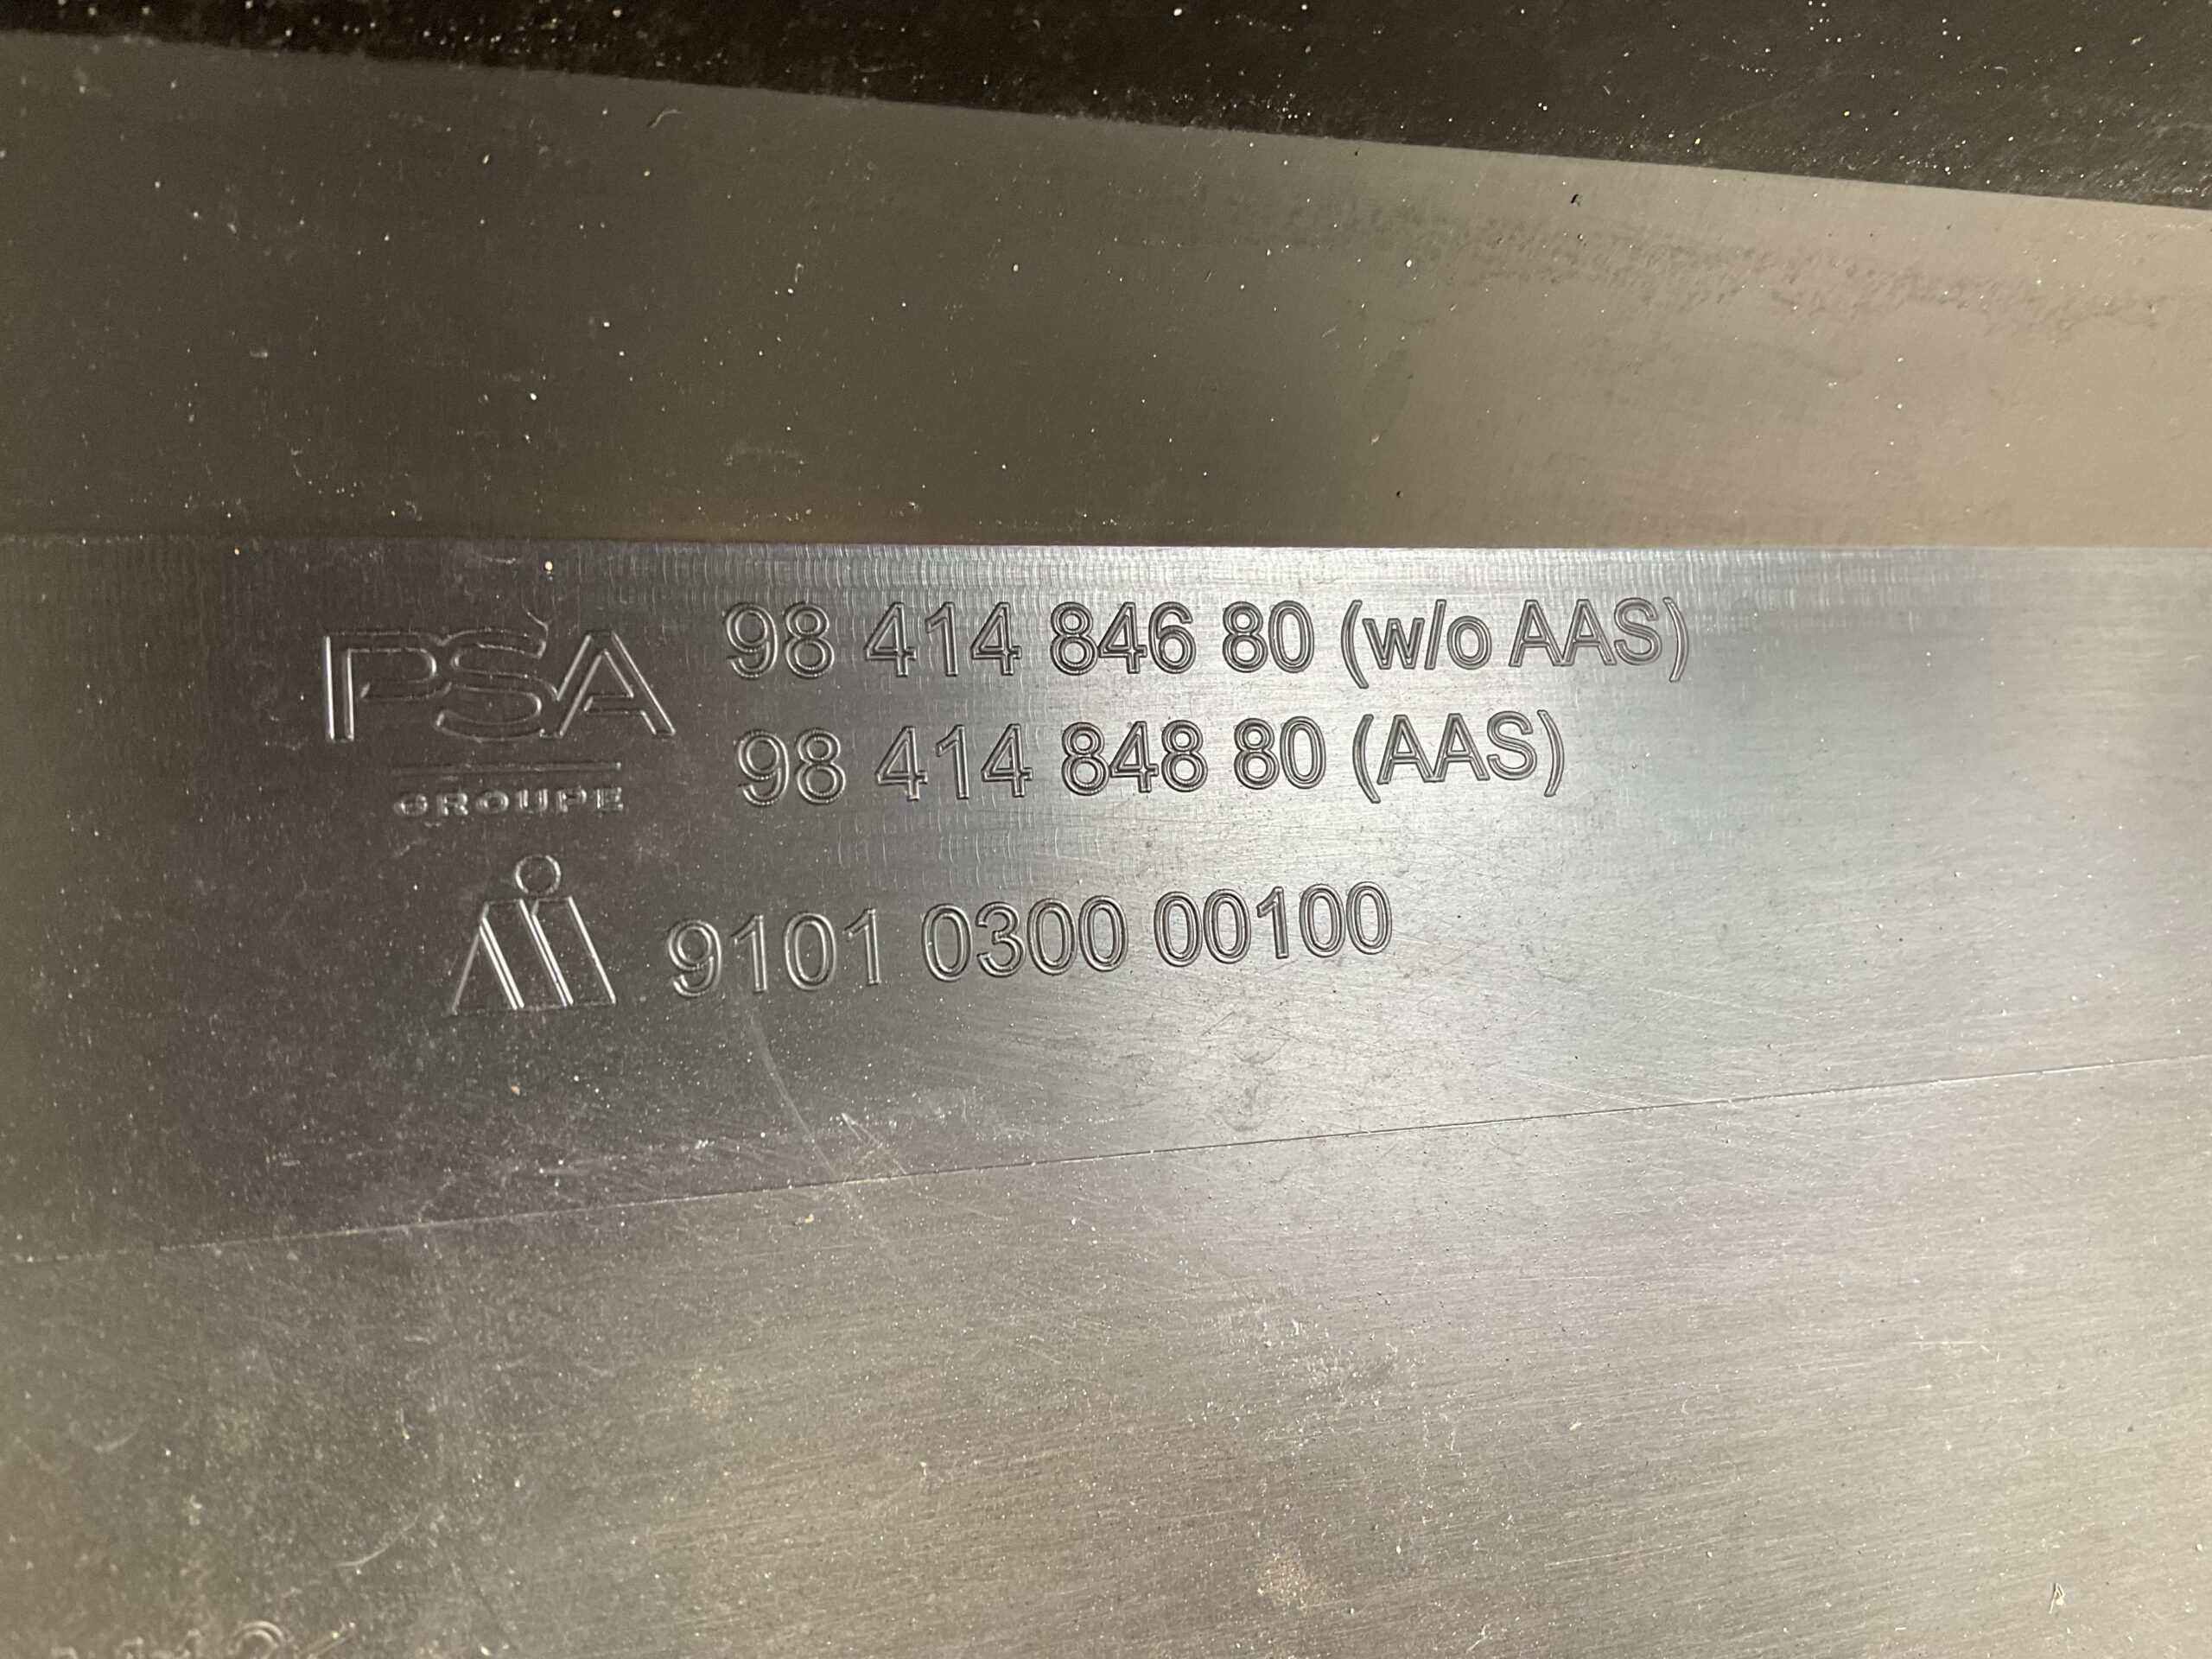 PSA
GROUPE
98 414 846 80 (w/o AAS)
98 414 848 80 (AAS)
9101 0300 00100